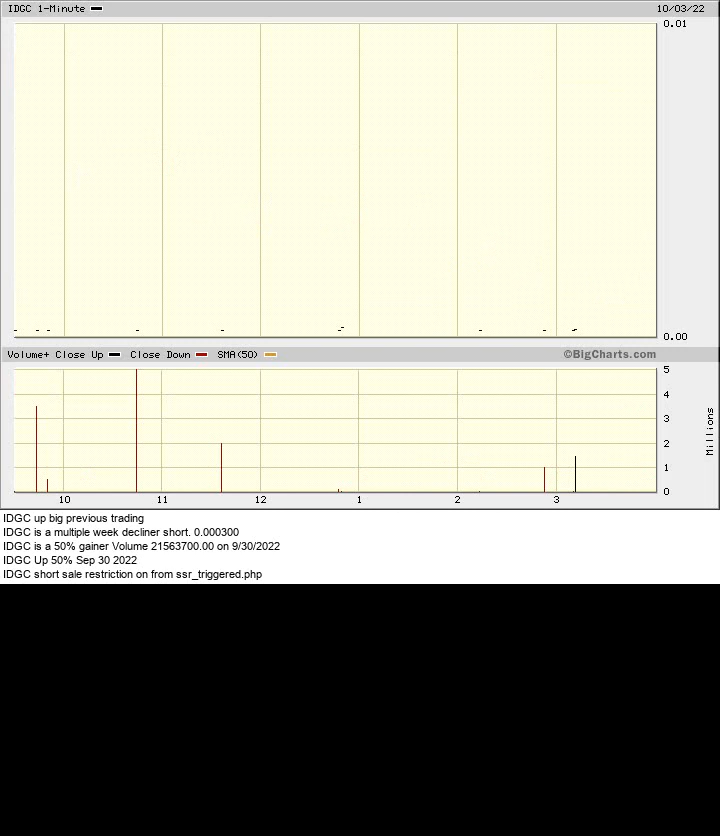 IDGC 1-Minute 10/03/22
0.01
0.00
Volume+ Close Up Close Down SMA(50) ©BigCharts.com
5
4
3
2
1
0
Millions
10 11 12 1 2 3
IDGC up big previous trading
IDGC is a multiple week decliner short. 0.000300
IDGC is a 50% gainer Volume 21563700.00 on 9/30/2022
IDGC Up 50% Sep 30 2022
IDGC short sale restriction on from ssr_triggered.php